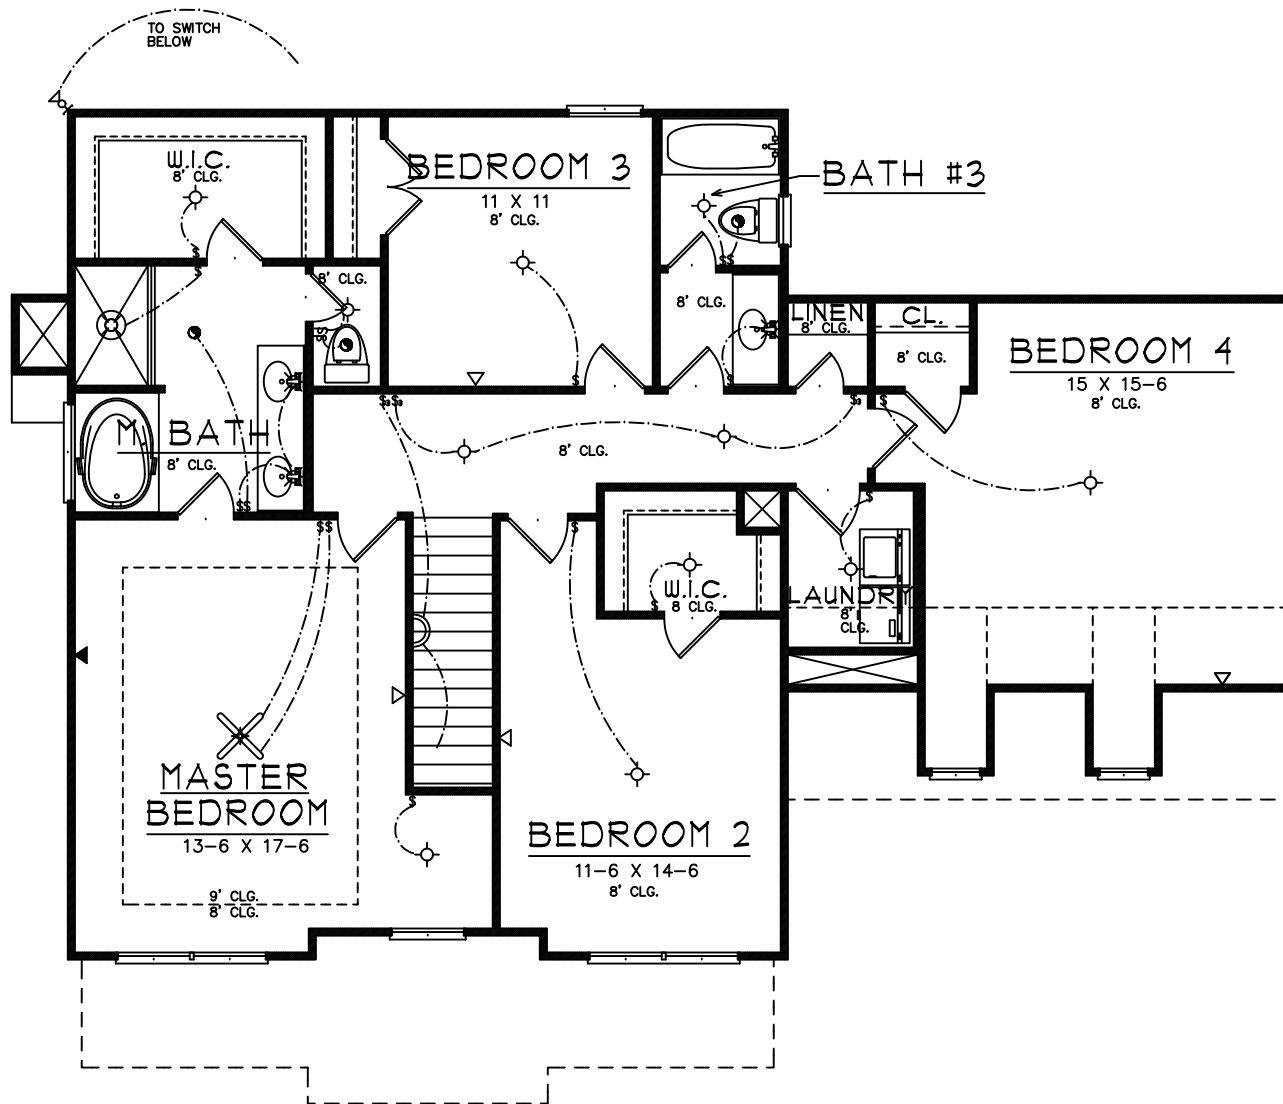 TO SWITCH
BELOW
W.I.C.
8' CLG.
BEDROOM 3
11 X 11
8' CLG.
BATH #3
8' CLG.
8' CLG.
LINEN
8' CLG.
CL.
8' CLG.
BEDROOM 4
15 X 15-6
8' CLG.
M. BATH
8' CLG.
8' CLG.
W.I.C.
8 CLG.
LAUNDRY
8'
CLG.
MASTER
BEDROOM
13-6 X 17-6
9' CLG.
8' CLG.
BEDROOM 2
11-6 X 14-6
8' CLG.
$
$
$$
$$
$
$
$3
$3
$3
$
$$
$
$$
$
$
$
$